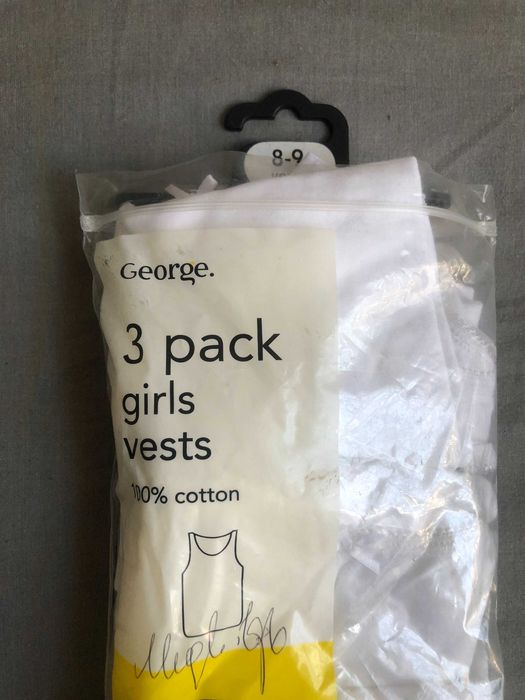 8-9
George.
3 pack
girls
vests
100% cotton